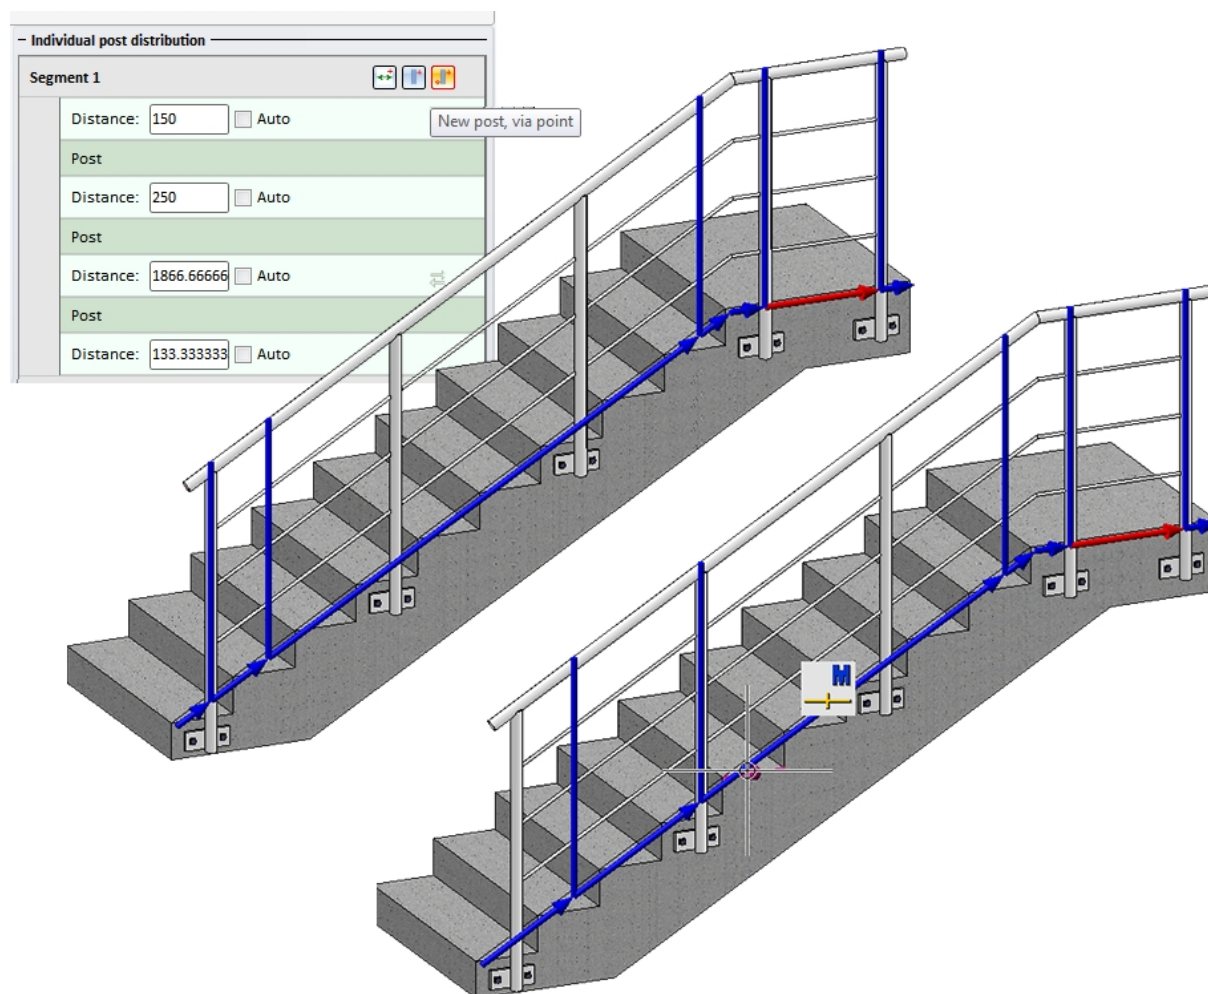 Individual post distribution
Segment 1
Distance: 150 Auto
New post, via point
Post
Distance: 250 Auto
Post
Distance: 1866.66666 Auto
Post
Distance: 133.333333 Auto
M